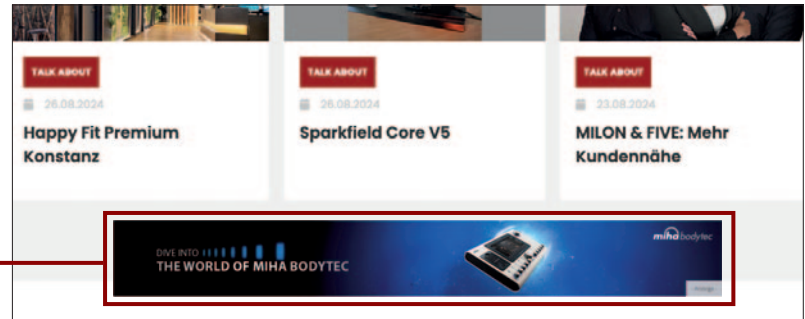 TALK ABOUT
26.08.2024
Happy Fit Premium
Konstanz
TALK ABOUT
26.08.2024
Sparkfield Core V5
TALK ABOUT
23.08.2024
MILON & FIVE: Mehr
Kundennähe
DIVE INTO
THE WORLD OF MIHA BODYTEC
miha bodytec
Anzeige